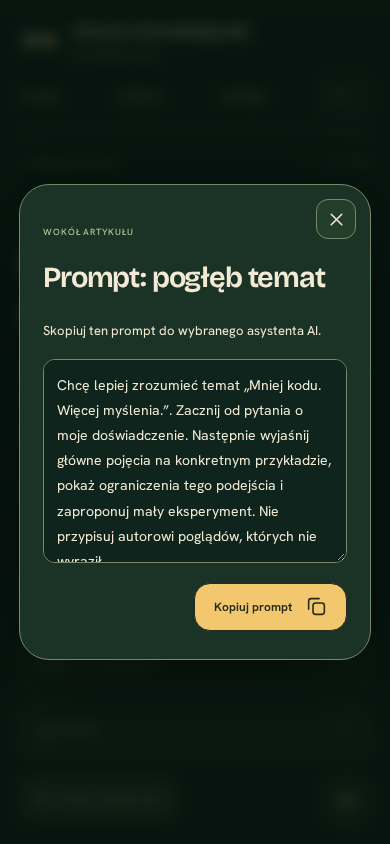 WOKÓŁ ARTYKUŁU
Prompt: pogłęb temat
Skopiuj ten prompt do wybranego asystenta AI.
Chcę lepiej zrozumieć temat „Mniej kodu.
Więcej myślenia.”. Zacznij od pytania o
moje doświadczenie. Następnie wyjaśnij
główne pojęcia na konkretnym przykładzie,
pokaż ograniczenia tego podejścia i
zaproponuj mały eksperyment. Nie
przypisuj autorowi poglądów, których nie
wyraził.
Kopiuj prompt